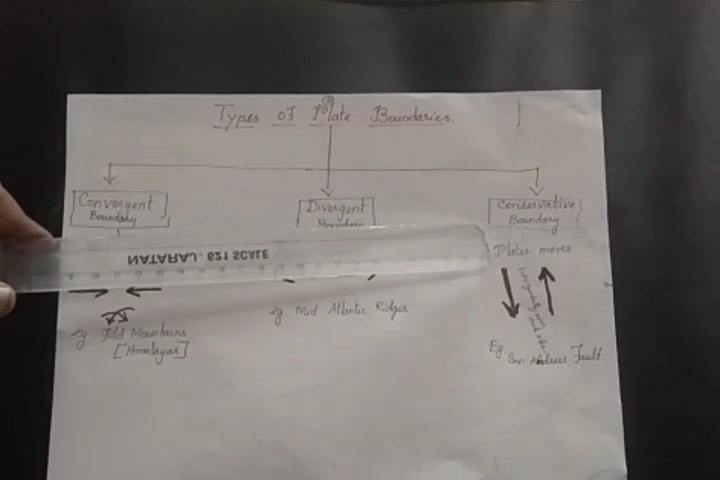 Types of Plate Boundaries.
Convergent
Boundary
Divergent
Boundary
Conservative
Boundary
NATARAJ. 621 SCALE
Plates moves
eg. Fold Mountains
[Himalayas]
eg Mid Atlantic Ridges
Eg. San-Andreas Fault